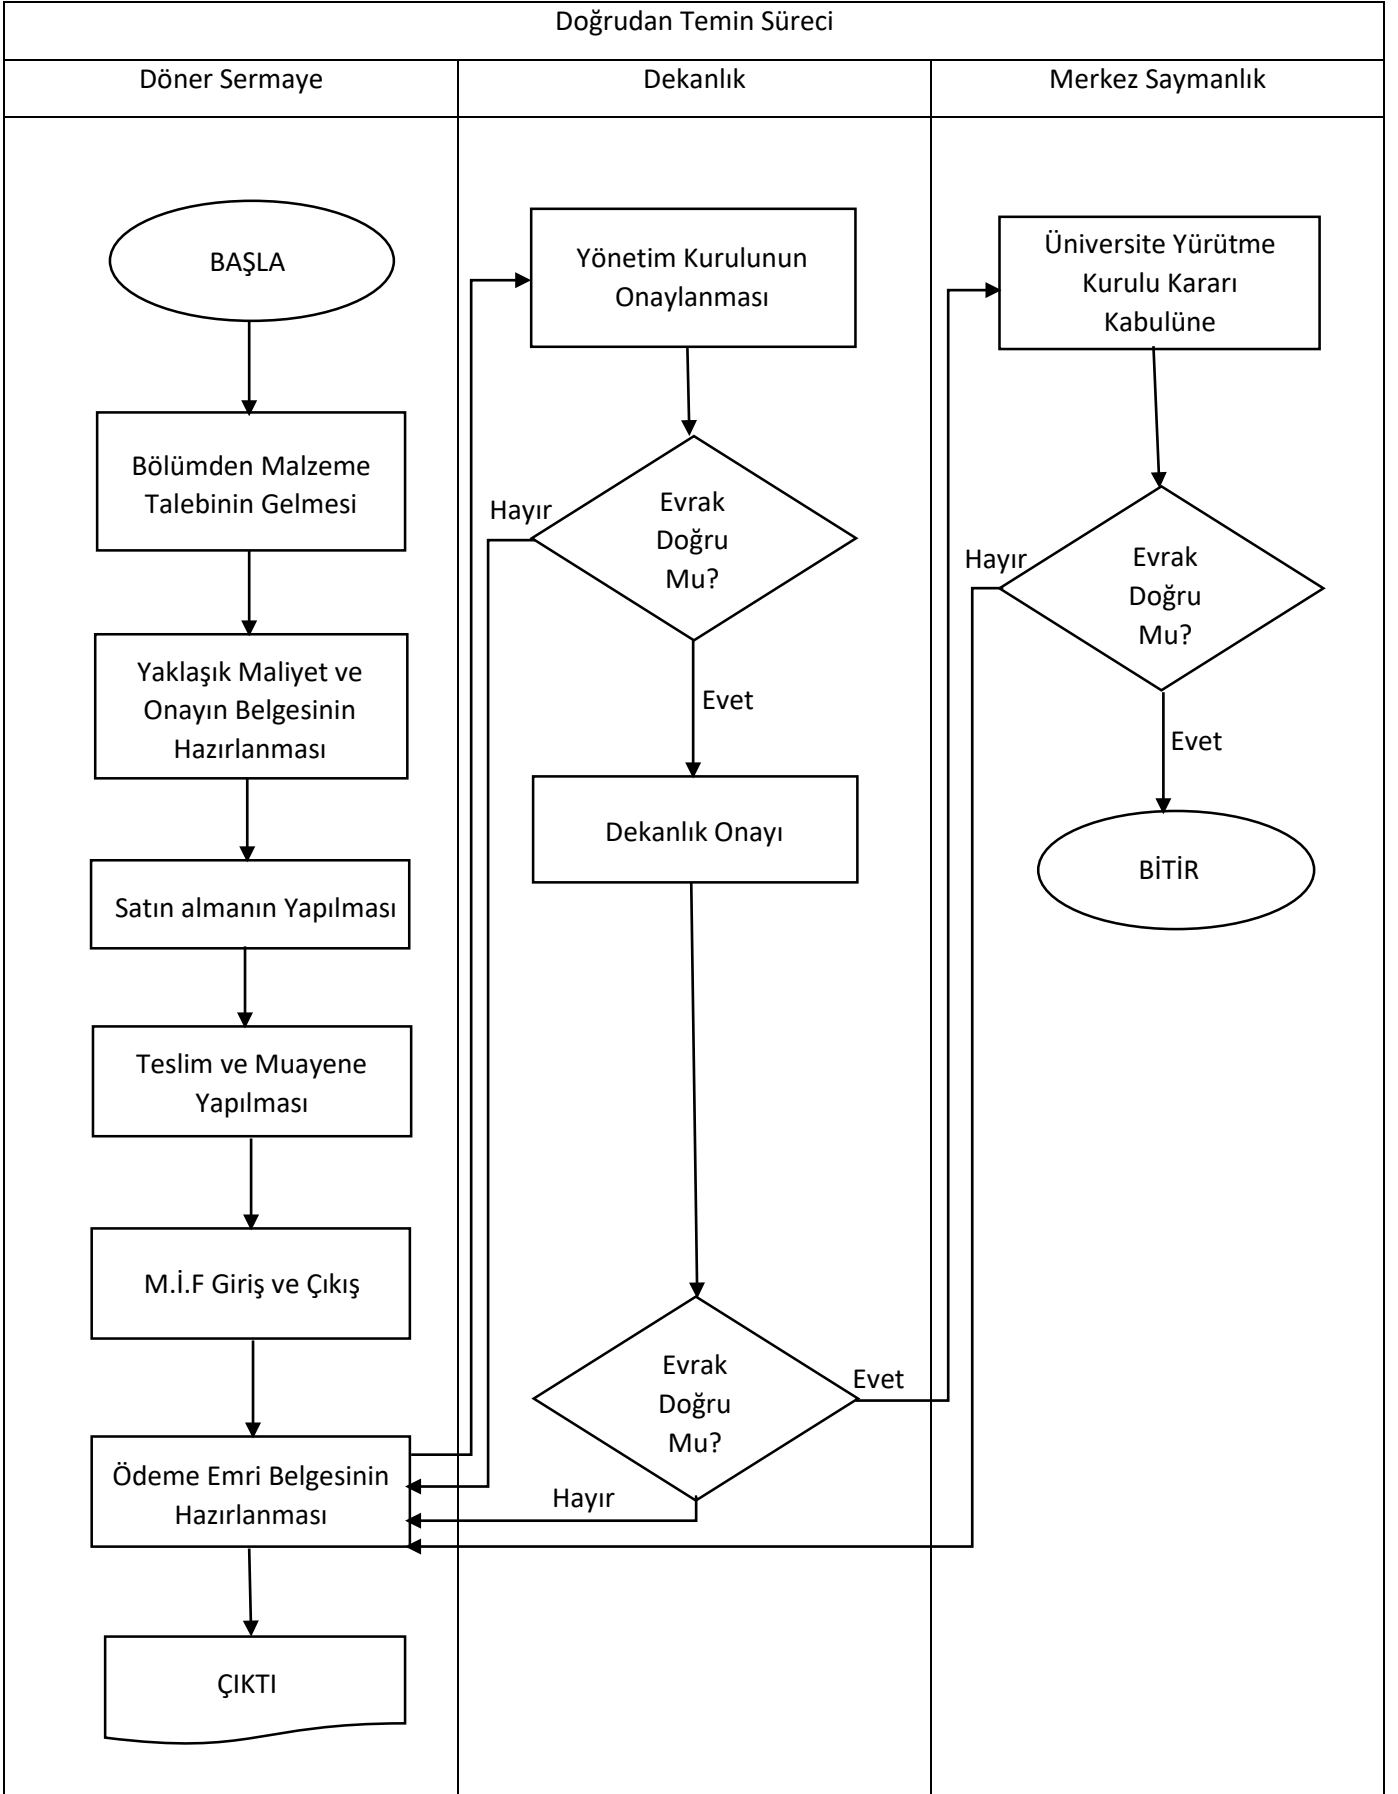 Doğrudan Temin Süreci
Döner Sermaye
Dekanlık
Merkez Saymanlık
BAŞLA
Bölümden Malzeme
Talebinin Gelmesi
Yaklaşık Maliyet ve
Onayın Belgesinin
Hazırlanması
Satın almanın Yapılması
Teslim ve Muayene
Yapılması
M.İ.F Giriş ve Çıkış
Ödeme Emri Belgesinin
Hazırlanması
ÇIKTI
Yönetim Kurulunun
Onaylanması
Hayır
Evrak
Doğru
Mu?
Evet
Dekanlık Onayı
Evrak
Doğru
Mu?
Evet
Hayır
Üniversite Yürütme
Kurulu Kararı
Kabulüne
Hayır
Evrak
Doğru
Mu?
Evet
BİTİR